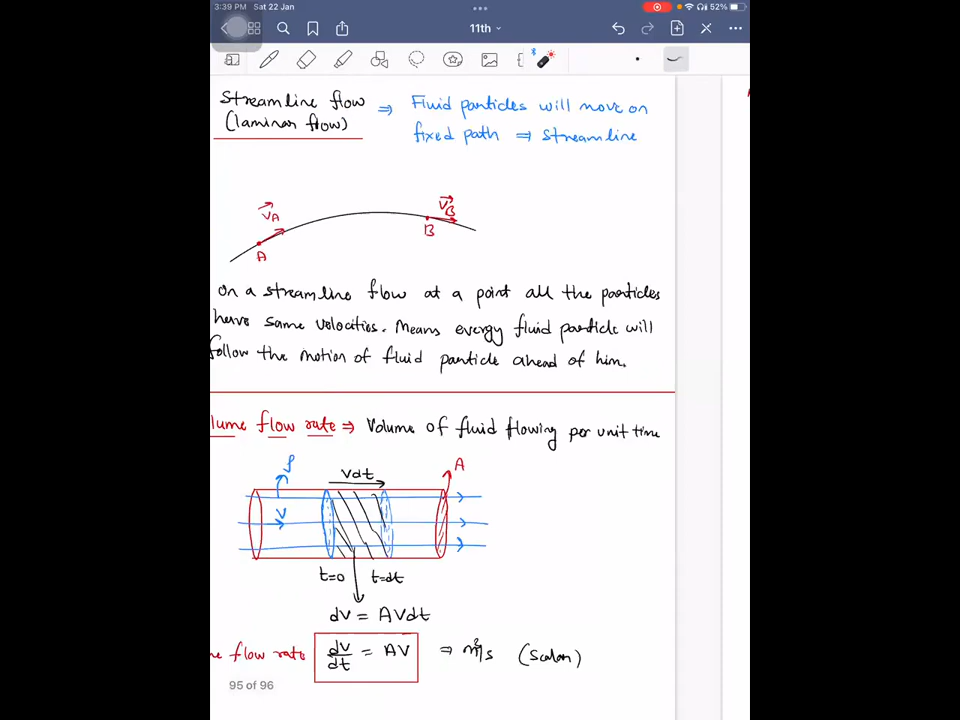 3:39 PM Sat 22 Jan
52%
11th
Streamline flow
(laminar flow)
⇒ Fluid particles will move on
fixed path ⇒ streamline
V⃗A
V⃗B
A
B
On a streamline flow at a point all the particles
have same velocities. Means evergy fluid particle will
follow the motion of fluid particle ahead of him.
lume flow rate ⇒ Volume of fluid flowing per unit time
ρ
Vdt
A
V
t=0 t=dt
dV = AVdt
me flow rate dV/dt = AV ⇒ m³/s (Scalar)
95 of 96